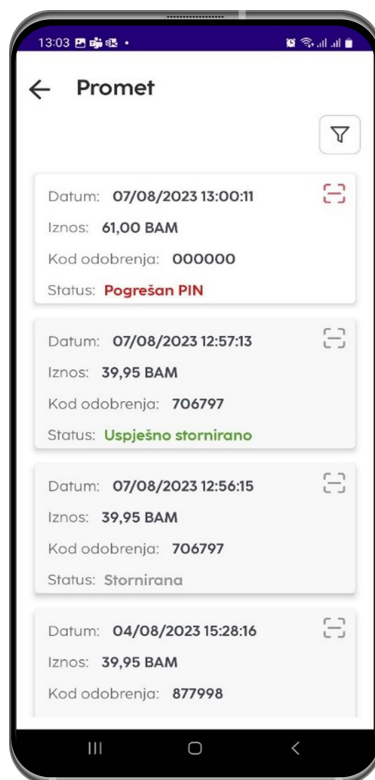 13:03
Promet
Datum: 07/08/2023 13:00:11
Iznos: 61,00 BAM
Kod odobrenja: 000000
Status: Pogrešan PIN
Datum: 07/08/2023 12:57:13
Iznos: 39,95 BAM
Kod odobrenja: 706797
Status: Uspješno stornirano
Datum: 07/08/2023 12:56:15
Iznos: 39,95 BAM
Kod odobrenja: 706797
Status: Stornirana
Datum: 04/08/2023 15:28:16
Iznos: 39,95 BAM
Kod odobrenja: 877998